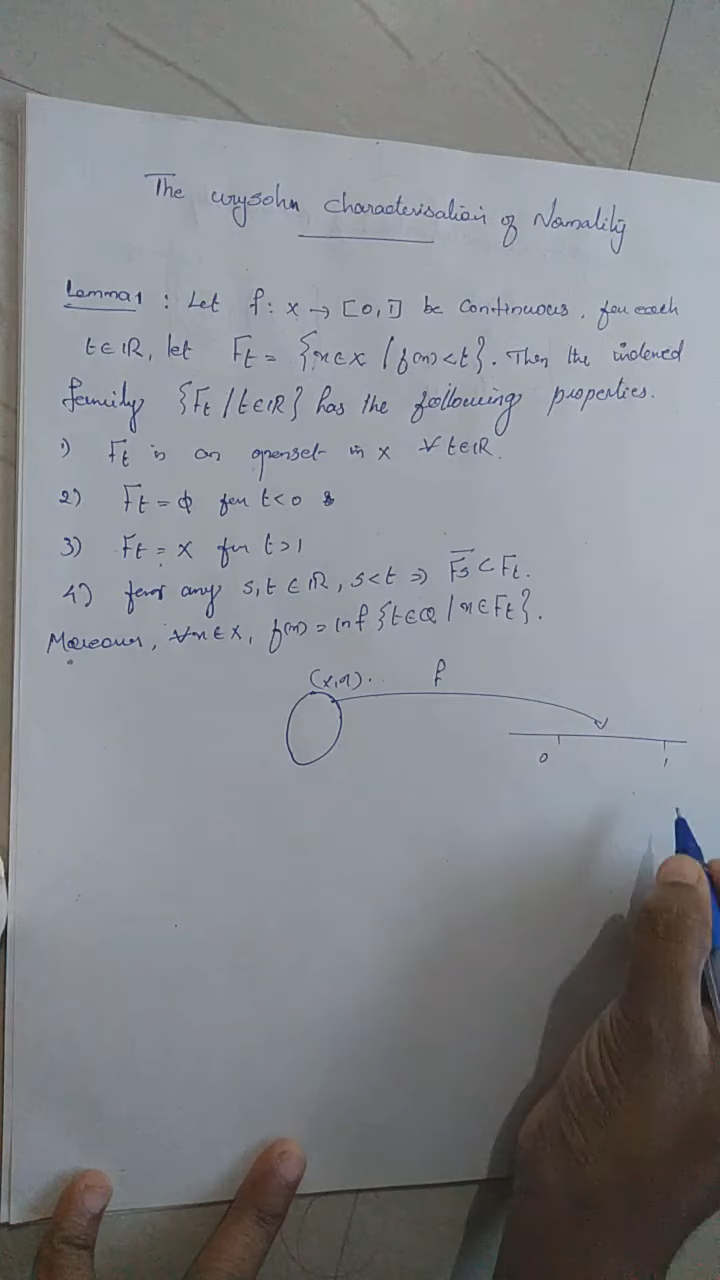 The urysohn characterisation of Normality
Lemma 1 : Let f: x → [0,1] be continuous, for each
t∈ℝ, let Ft = {x∈X / f(x)<t}. Then the indexed
family {Ft / t∈ℝ} has the following properties.
1) Ft is an openset in x ∀ t∈ℝ.
2) Ft = ϕ for t<0
3) Ft = X for t>1
4) for any s,t ∈ ℝ, s<t ⇒ F̅s ⊂ Ft.
Moreover, ∀x∈X, f(x) = inf {t∈Q / x∈Ft}.
f
0
1